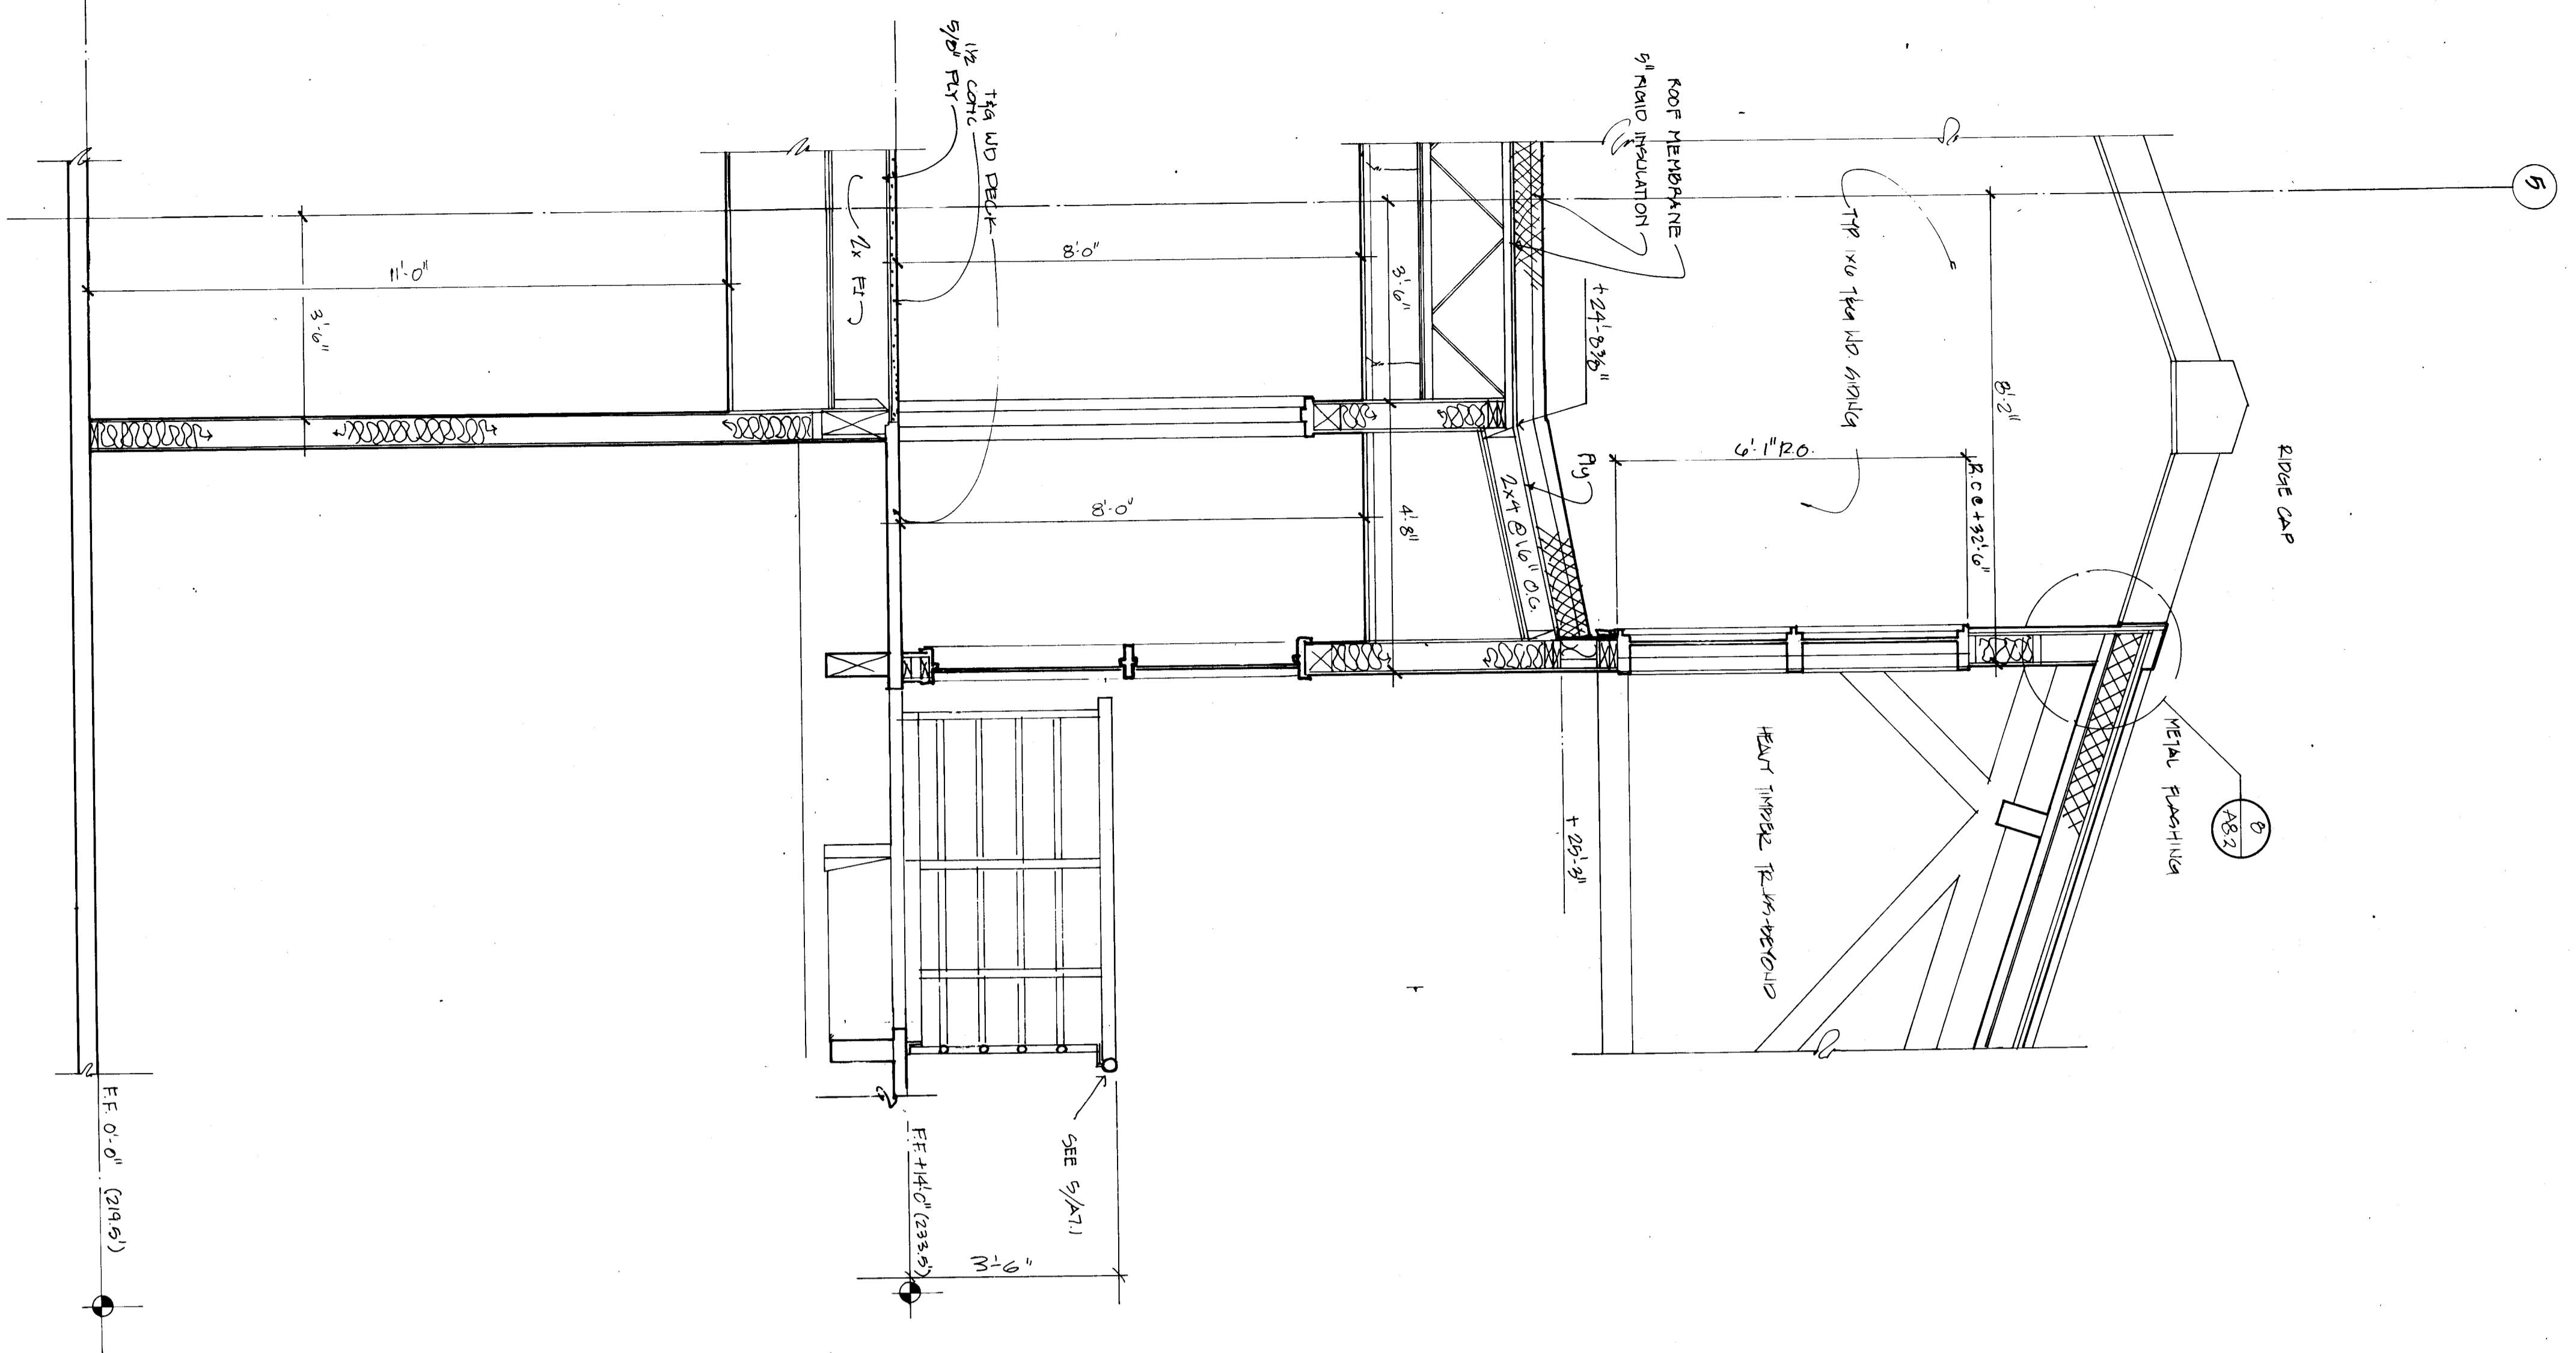 5
RIDGE CAP
8
A8.2
METAL FLASHING
8'-2"
R.O @ +32'-6"
6'-1" R.O.
TYP. 1X6 T&G WD. SIDING
HEAVY TIMBER TRUSS-BEYOND
ROOF MEMBRANE
5" RIGID INSULATION
+24'-8 3/8"
Ply
2x4 @ 16" O.C.
+25'-3"
3'-6"
4'-8"
8'-0"
8'-0"
T&G WD DECK
1½ CONC
5/8" PLY
2x
SEE 5/A7.1
3'-6"
F.F. +14'-0" (233.5')
11'-0"
3'-6"
F.F. 0'-0" (219.5')